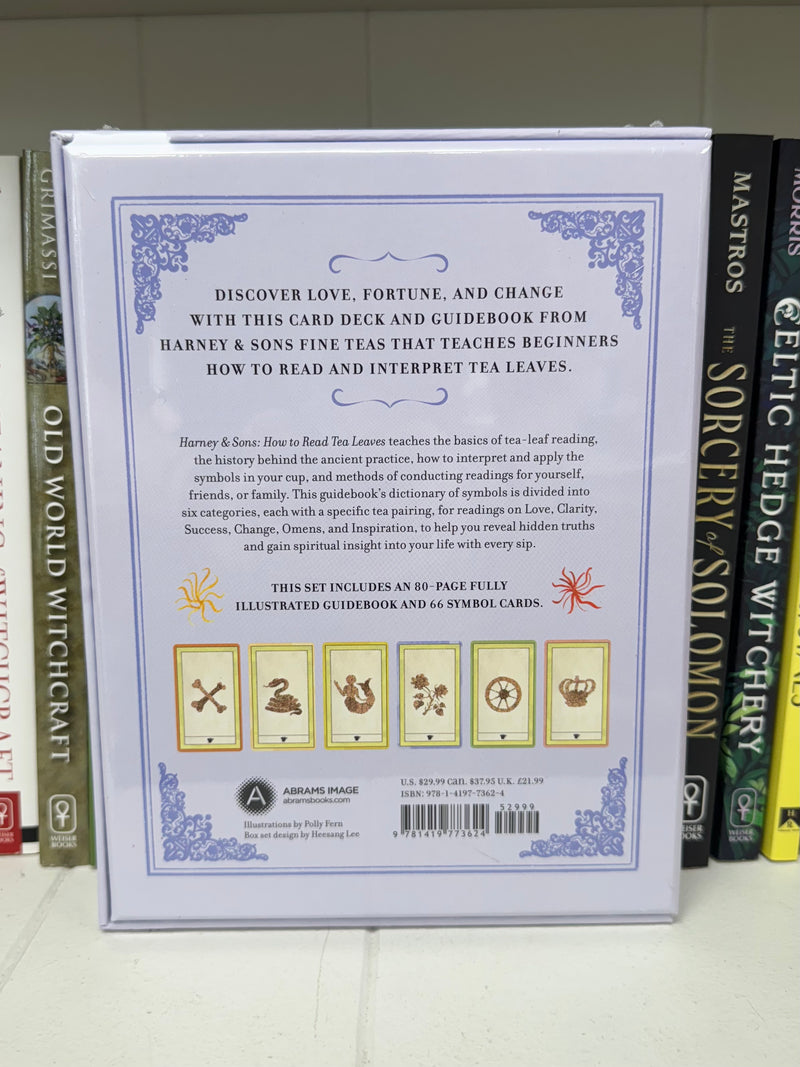 GRIMASSI
OLD WORLD WITCHCRAFT
WEISER
BOOKS
DISCOVER LOVE, FORTUNE, AND CHANGE
WITH THIS CARD DECK AND GUIDEBOOK FROM
HARNEY & SONS FINE TEAS THAT TEACHES BEGINNERS
HOW TO READ AND INTERPRET TEA LEAVES.
Harney & Sons: How to Read Tea Leaves teaches the basics of tea-leaf reading,
the history behind the ancient practice, how to interpret and apply the
symbols in your cup, and methods of conducting readings for yourself,
friends, or family. This guidebook's dictionary of symbols is divided into
six categories, each with a specific tea pairing, for readings on Love, Clarity,
Success, Change, Omens, and Inspiration, to help you reveal hidden truths
and gain spiritual insight into your life with every sip.
THIS SET INCLUDES AN 80-PAGE FULLY
ILLUSTRATED GUIDEBOOK AND 66 SYMBOL CARDS.
A
ABRAMS IMAGE
abramsbooks.com
Illustrations by Polly Fern
Box set design by Heesang Lee
U.S. $29.99 Can. $37.95 U.K. £21.99
ISBN: 978-1-4197-7362-4
52999
9 781419 773624
MASTROS
THE SORCERY of SOLOMON
WEISER
BOOKS
MORRIS
CELTIC HEDGE WITCHERY
WEISER
BOOKS